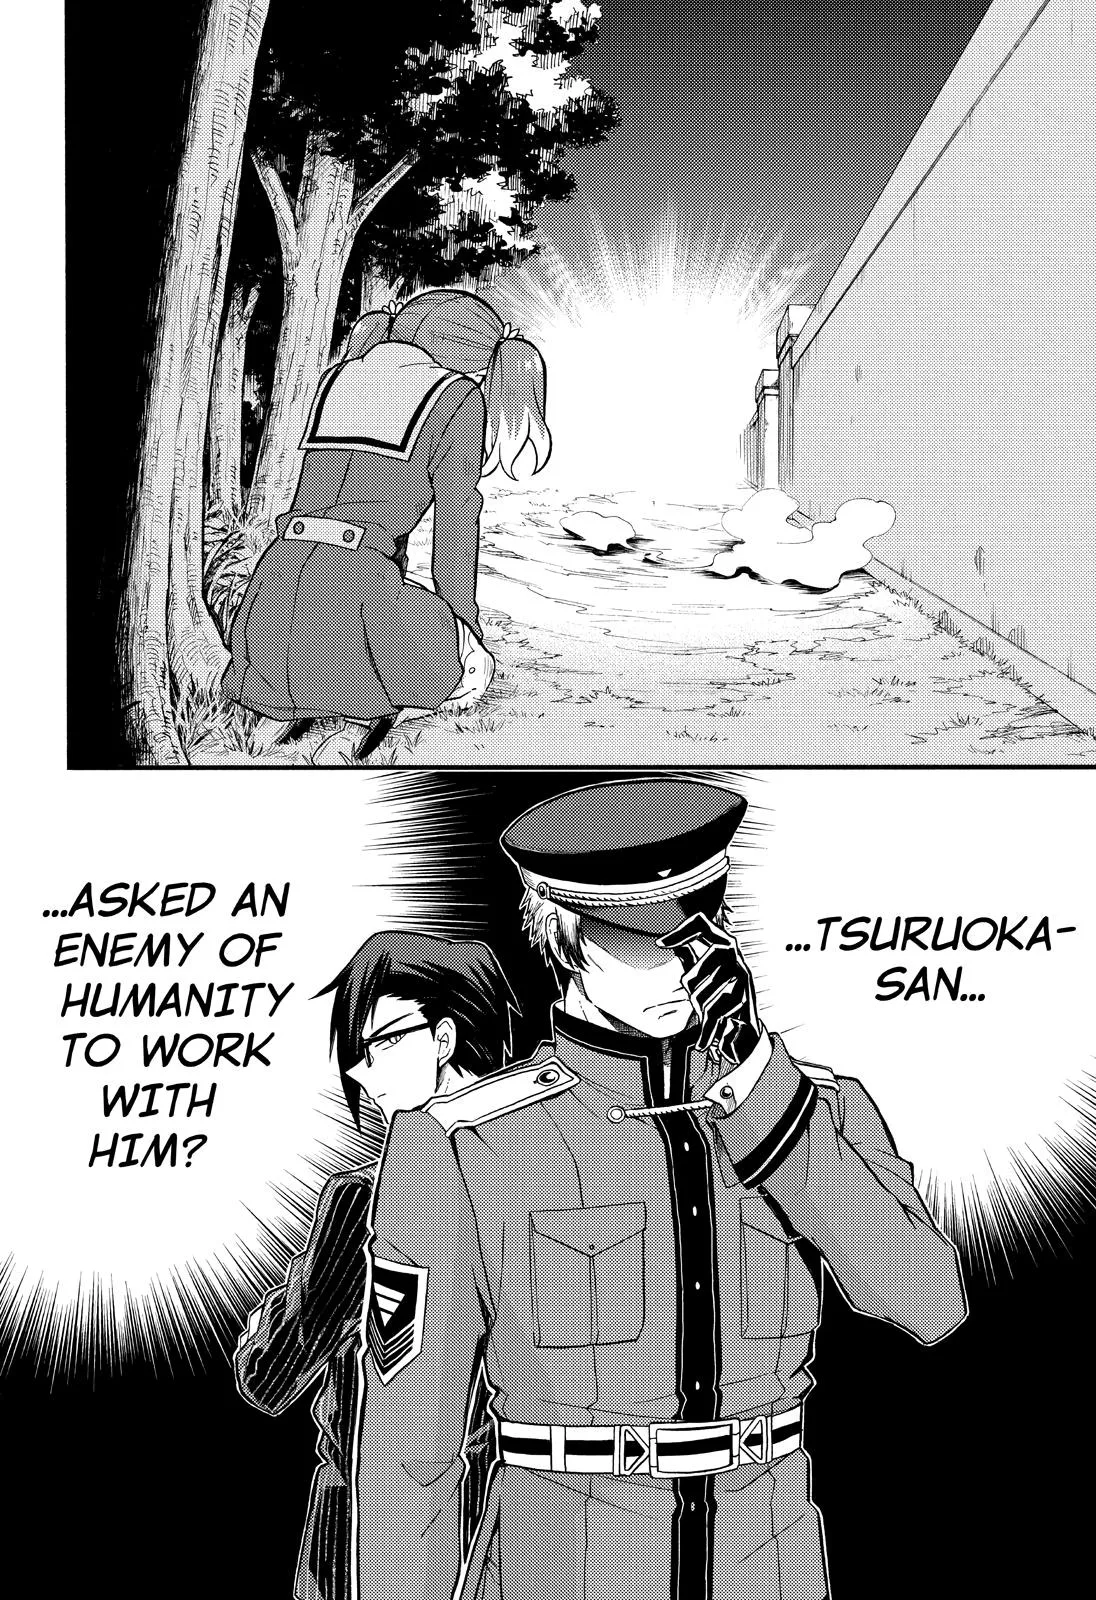 ...TSURUOKA-
SAN...
...ASKED AN
ENEMY OF
HUMANITY
TO WORK
WITH
HIM?